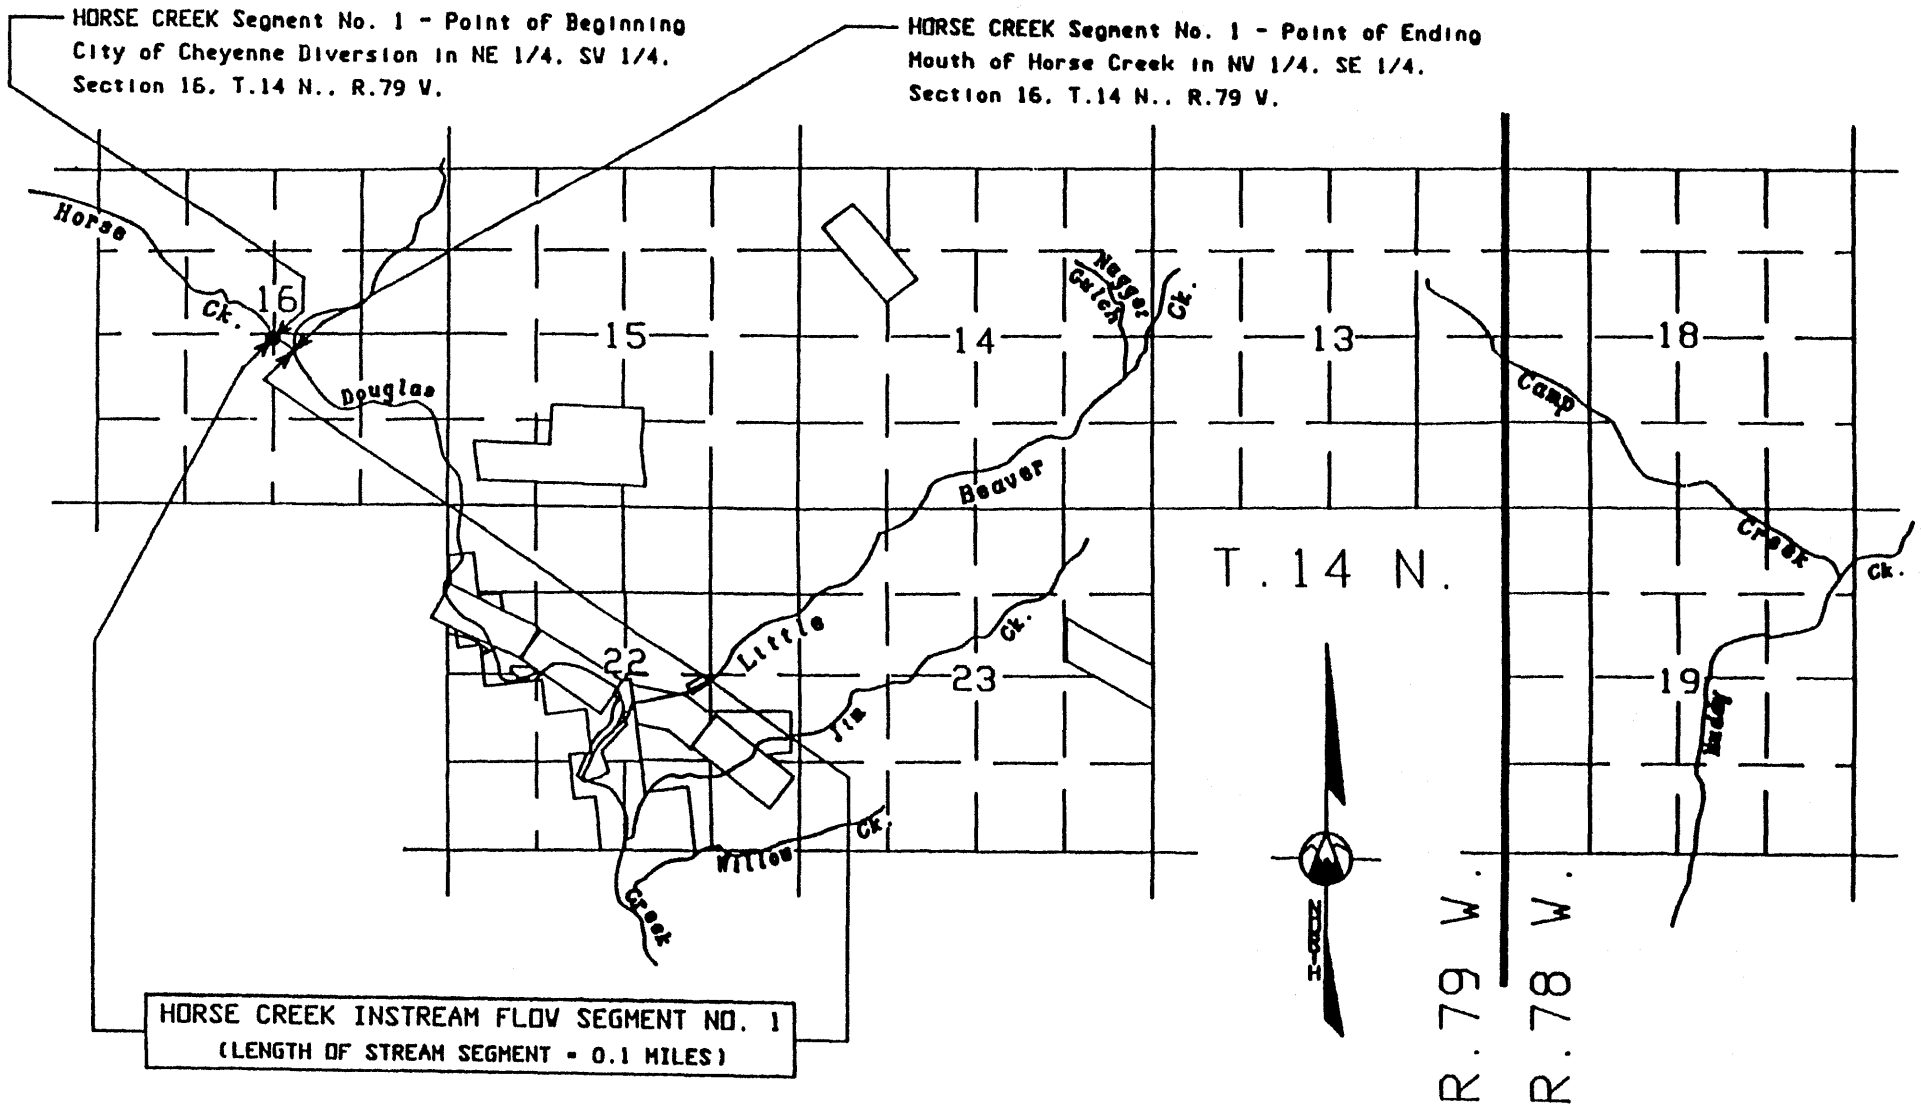 HORSE CREEK Segment No. 1 - Point of Beginning
City of Cheyenne Diversion in NE 1/4. SV 1/4.
Section 16. T.14 N.. R.79 V.
HORSE CREEK Segment No. 1 - Point of Ending
Mouth of Horse Creek in NV 1/4. SE 1/4.
Section 16. T.14 N.. R.79 V.
Horse
Ck.
16
15
14
13
18
Nugget
Gulch
Ck.
Douglas
Camp
Beaver
Creek
Ck.
T. 14 N.
Little
Ck.
22
23
19
Jim
Muddy
Ck.
Willow
Creek
NORTH
R. 79 W.
R. 78 W.
HORSE CREEK INSTREAM FLOV SEGMENT NO. 1
(LENGTH OF STREAM SEGMENT = 0.1 MILES)